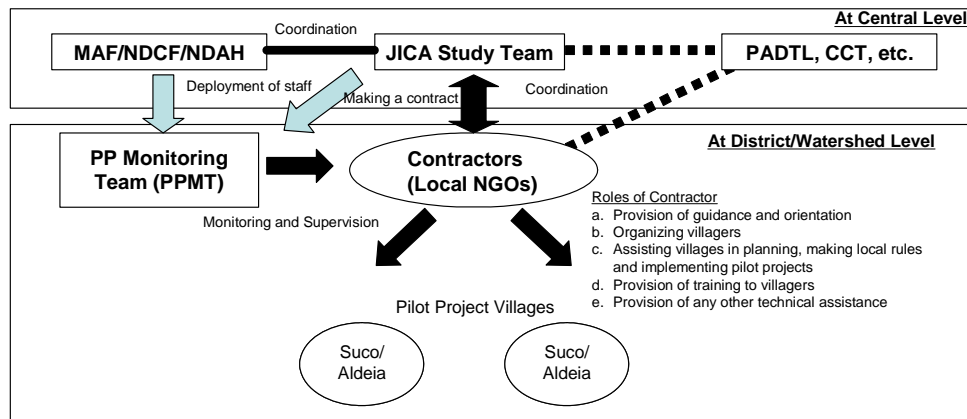 At Central Level
Coordination
MAF/NDCF/NDAH
JICA Study Team
PADTL, CCT, etc.
Deployment of staff
Making a contract
Coordination
At District/Watershed Level
PP Monitoring
Team (PPMT)
Contractors
(Local NGOs)
Monitoring and Supervision
Roles of Contractor
a. Provision of guidance and orientation
b. Organizing villagers
c. Assisting villages in planning, making local rules
and implementing pilot projects
d. Provision of training to villagers
e. Provision of any other technical assistance
Pilot Project Villages
Suco/
Aldeia
Suco/
Aldeia